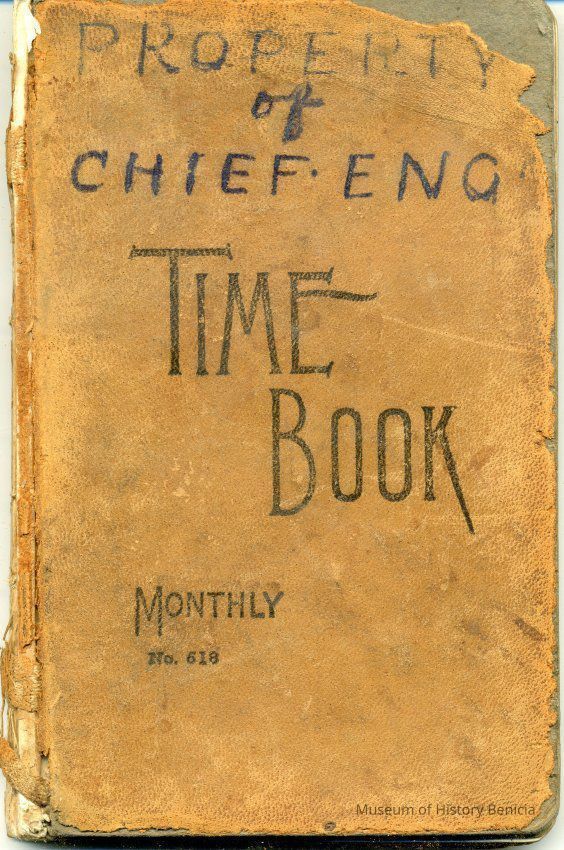 PROPERTY
of
CHIEF. ENG
TIME
BOOK
MONTHLY
No. 618
Museum of History Benicia